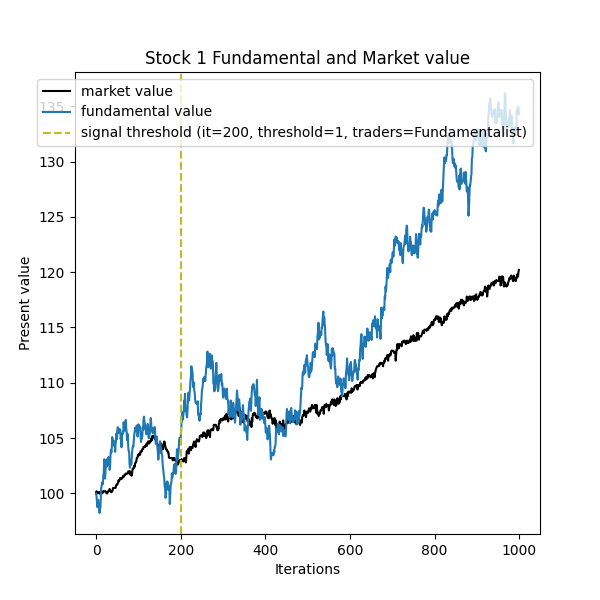 Stock 1 Fundamental and Market value
market value
fundamental value
signal threshold (it=200, threshold=1, traders=Fundamentalist)
Present value
135
130
125
120
115
110
105
100
0 200 400 600 800 1000
Iterations